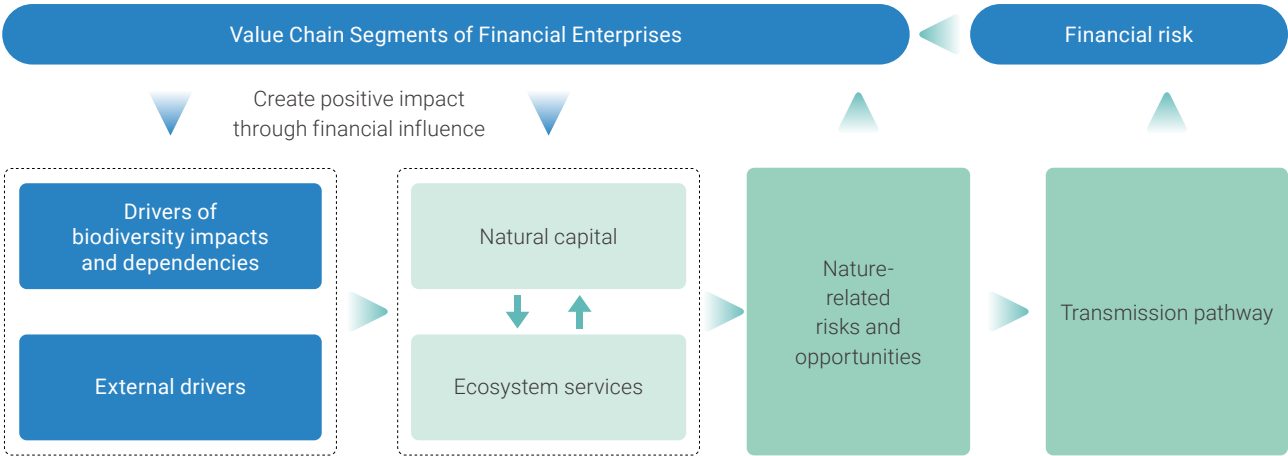 Value Chain Segments of Financial Enterprises
Financial risk
Create positive impact
through financial influence
Drivers of
biodiversity impacts
and dependencies
External drivers
Natural capital
Ecosystem services
Nature-
related
risks and
opportunities
Transmission pathway